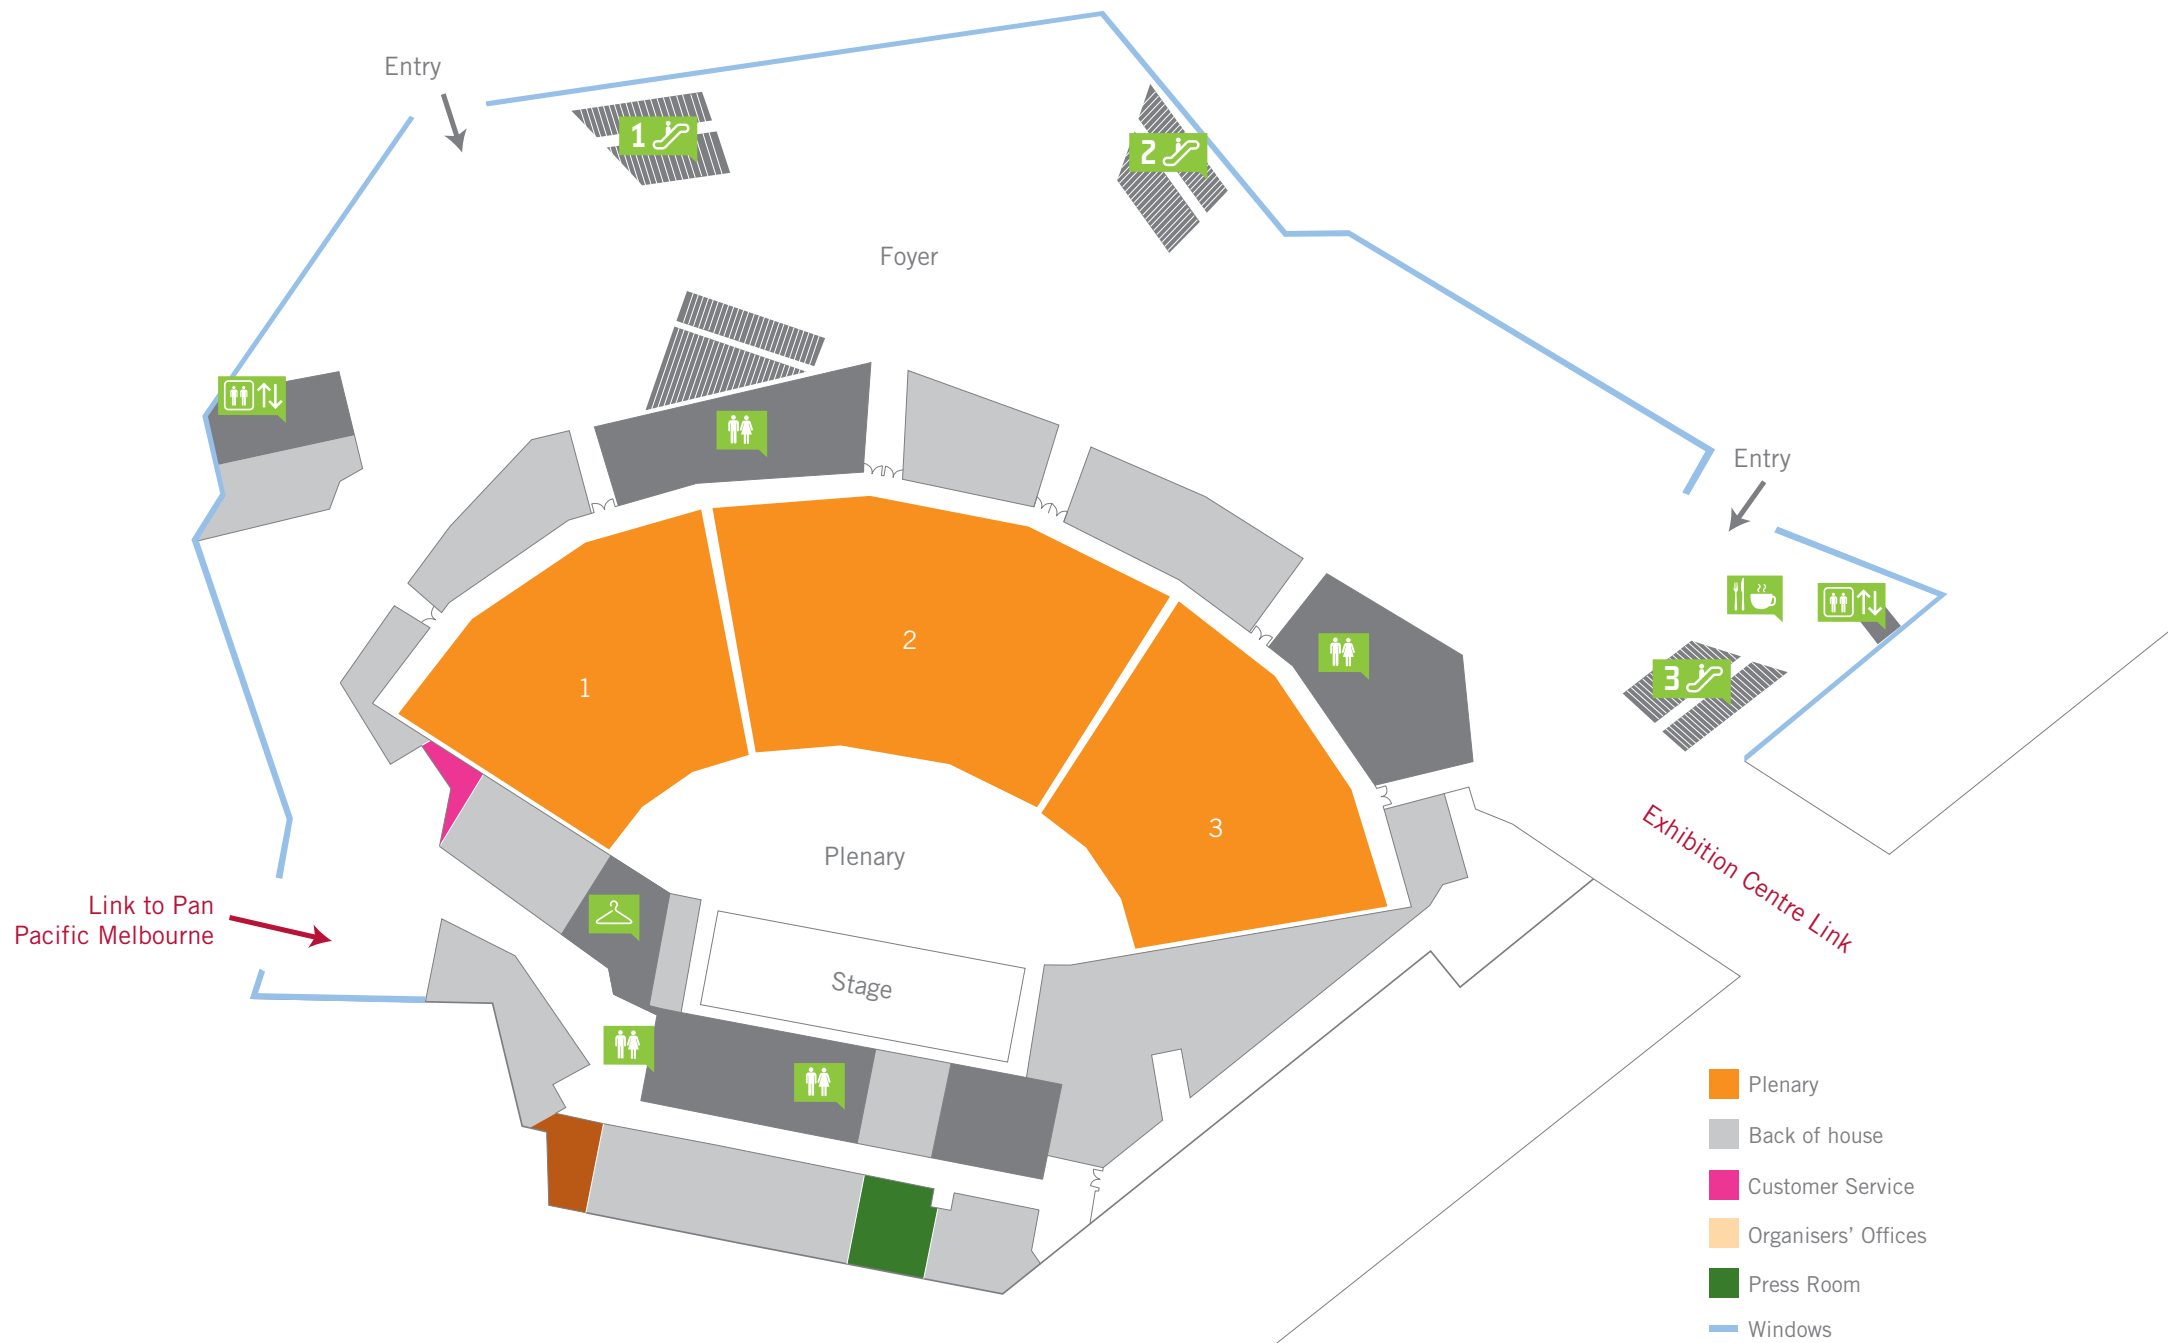 Entry
1
2
Foyer
Entry
2
1
3
3
Plenary
Exhibition Centre Link
Link to Pan
Pacific Melbourne
Stage
Plenary
Back of house
Customer Service
Organisers’ Offices
Press Room
Windows